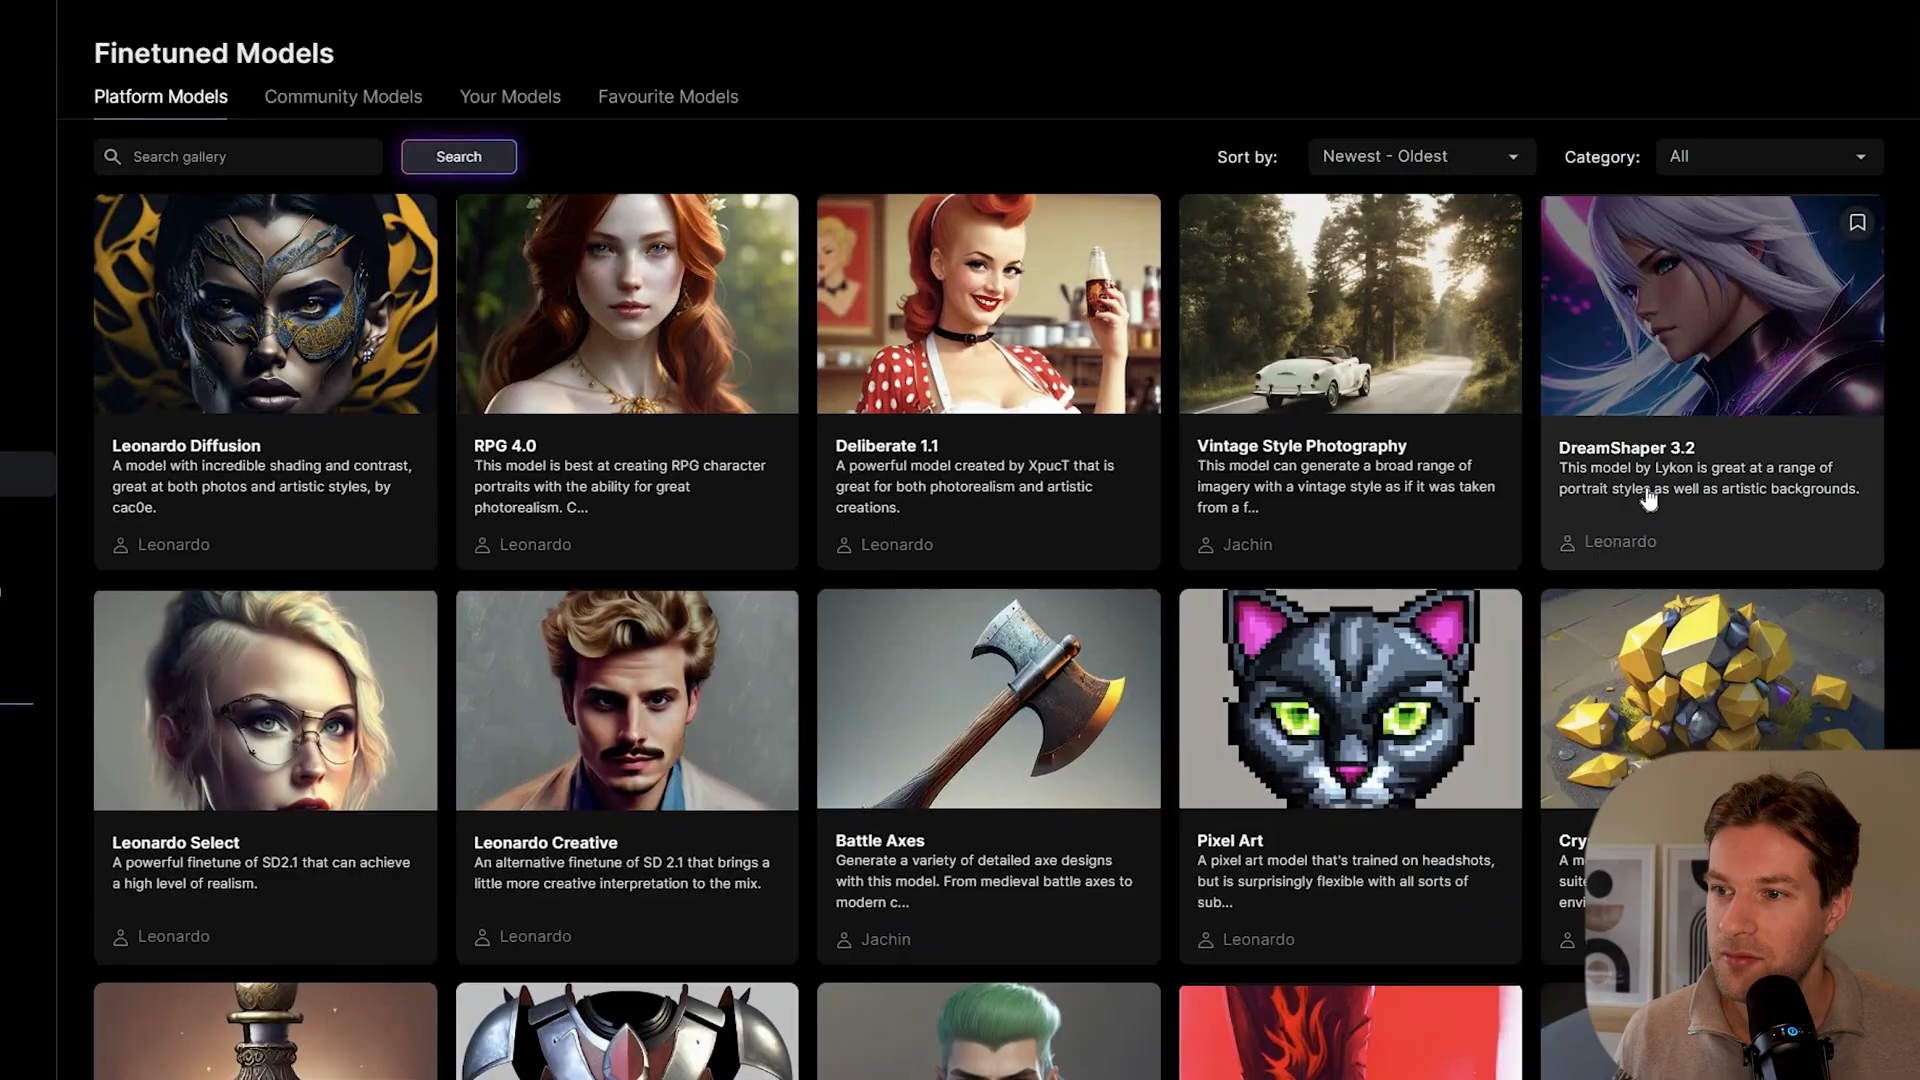 Finetuned Models
Platform Models
Community Models
Your Models
Favourite Models
Search gallery
Search
Sort by:
Newest - Oldest
Category:
All
Leonardo Diffusion
A model with incredible shading and contrast,
great at both photos and artistic styles, by
cac0e.
Leonardo
RPG 4.0
This model is best at creating RPG character
portraits with the ability for great
photorealism. C...
Leonardo
Deliberate 1.1
A powerful model created by XpucT that is
great for both photorealism and artistic
creations.
Leonardo
Vintage Style Photography
This model can generate a broad range of
imagery with a vintage style as if it was taken
from a f...
Jachin
DreamShaper 3.2
This model by Lykon is great at a range of
portrait styles as well as artistic backgrounds.
Leonardo
Leonardo Select
A powerful finetune of SD2.1 that can achieve
a high level of realism.
Leonardo
Leonardo Creative
An alternative finetune of SD 2.1 that brings a
little more creative interpretation to the mix.
Leonardo
Battle Axes
Generate a variety of detailed axe designs
with this model. From medieval battle axes to
modern c...
Jachin
Pixel Art
A pixel art model that's trained on headshots,
but is surprisingly flexible with all sorts of
sub...
Leonardo
Cry
A m
suite
envi